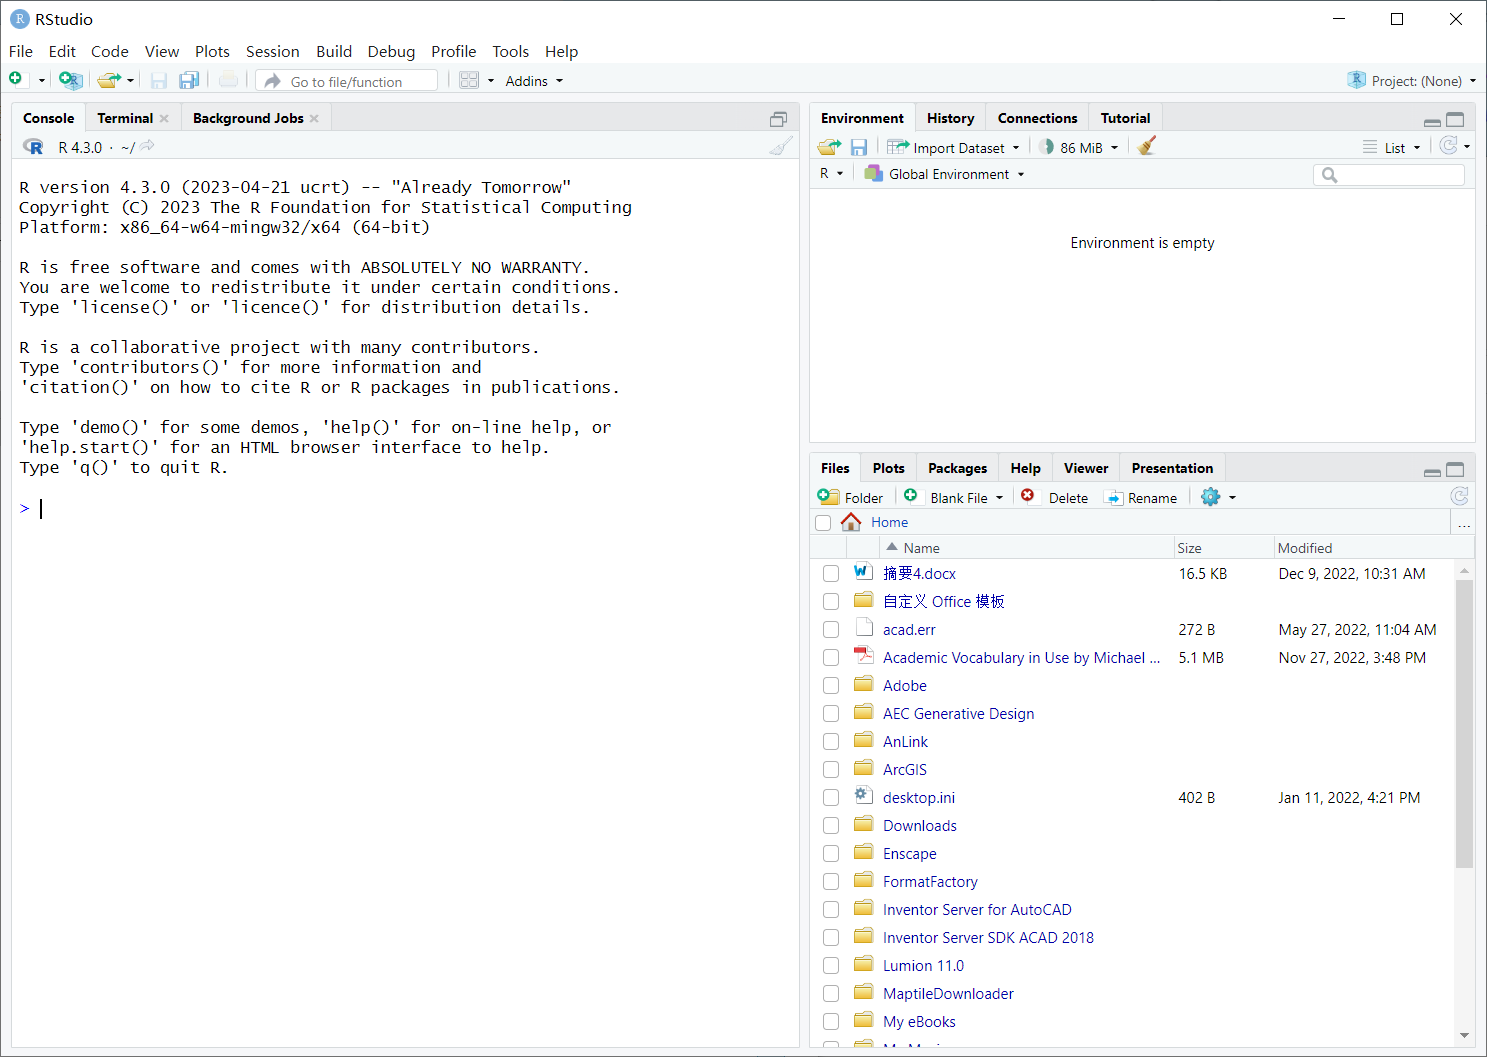 RStudio
File Edit Code View Plots Session Build Debug Profile Tools Help
Go to file/function Addins Project: (None)
Console Terminal Background Jobs
R 4.3.0 · ~/
R version 4.3.0 (2023-04-21 ucrt) -- "Already Tomorrow"
Copyright (C) 2023 The R Foundation for Statistical Computing
Platform: x86_64-w64-mingw32/x64 (64-bit)
R is free software and comes with ABSOLUTELY NO WARRANTY.
You are welcome to redistribute it under certain conditions.
Type 'license()' or 'licence()' for distribution details.
R is a collaborative project with many contributors.
Type 'contributors()' for more information and
'citation()' on how to cite R or R packages in publications.
Type 'demo()' for some demos, 'help()' for on-line help, or
'help.start()' for an HTML browser interface to help.
Type 'q()' to quit R.
>
Environment History Connections Tutorial
Import Dataset 86 MiB List
R Global Environment
Environment is empty
Files Plots Packages Help Viewer Presentation
Folder Blank File Delete Rename
Home ...
Name Size Modified
摘要4.docx 16.5 KB Dec 9, 2022, 10:31 AM
自定义 Office 模板
acad.err 272 B May 27, 2022, 11:04 AM
Academic Vocabulary in Use by Michael ... 5.1 MB Nov 27, 2022, 3:48 PM
Adobe
AEC Generative Design
AnLink
ArcGIS
desktop.ini 402 B Jan 11, 2022, 4:21 PM
Downloads
Enscape
FormatFactory
Inventor Server for AutoCAD
Inventor Server SDK ACAD 2018
Lumion 11.0
MaptileDownloader
My eBooks